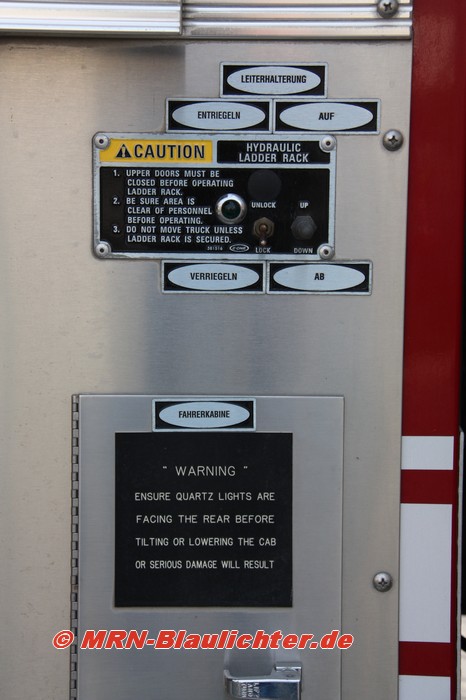 LEITERHALTERUNG
ENTRIEGELN
AUF
CAUTION
HYDRAULIC
LADDER RACK
1. UPPER DOORS MUST BE
CLOSED BEFORE OPERATING
LADDER RACK.
2. BE SURE AREA IS
CLEAR OF PERSONNEL
BEFORE OPERATING.
3. DO NOT MOVE TRUCK UNLESS
LADDER RACK IS SECURED.
UNLOCK
UP
LOCK
DOWN
VERRIEGELN
AB
FAHRERKABINE
" WARNING "
ENSURE QUARTZ LIGHTS ARE
FACING THE REAR BEFORE
TILTING OR LOWERING THE CAB
OR SERIOUS DAMAGE WILL RESULT
© MRN-Blaulichter.de